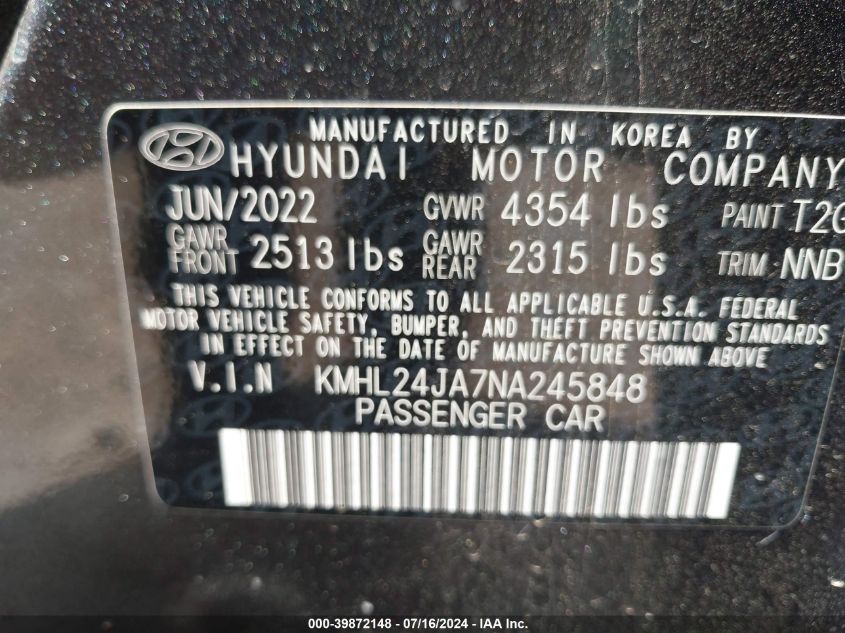 MANUFACTURED IN KOREA BY
HYUNDAI MOTOR COMPANY
JUN/2022 GVWR 4354 lbs PAINT T2G
GAWR FRONT 2513 lbs GAWR REAR 2315 lbs TRIM NNB
THIS VEHICLE CONFORMS TO ALL APPLICABLE U.S.A. FEDERAL
MOTOR VEHICLE SAFETY, BUMPER, AND THEFT PREVENTION STANDARDS
IN EFFECT ON THE DATE OF MANUFACTURE SHOWN ABOVE.
V.I.N KMHL24JA7NA245848
PASSENGER CAR
000-39872148 - 07/16/2024 - IAA Inc.